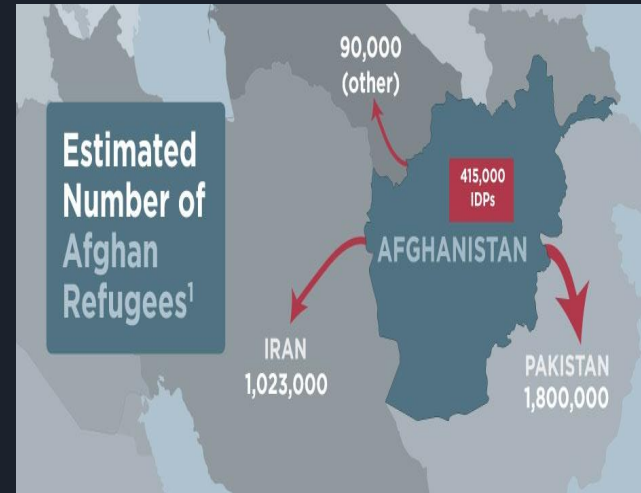 Estimated
Number of
Afghan
Refugees¹
90,000
(other)
415,000
IDPs
AFGHANISTAN
IRAN
1,023,000
PAKISTAN
1,800,000